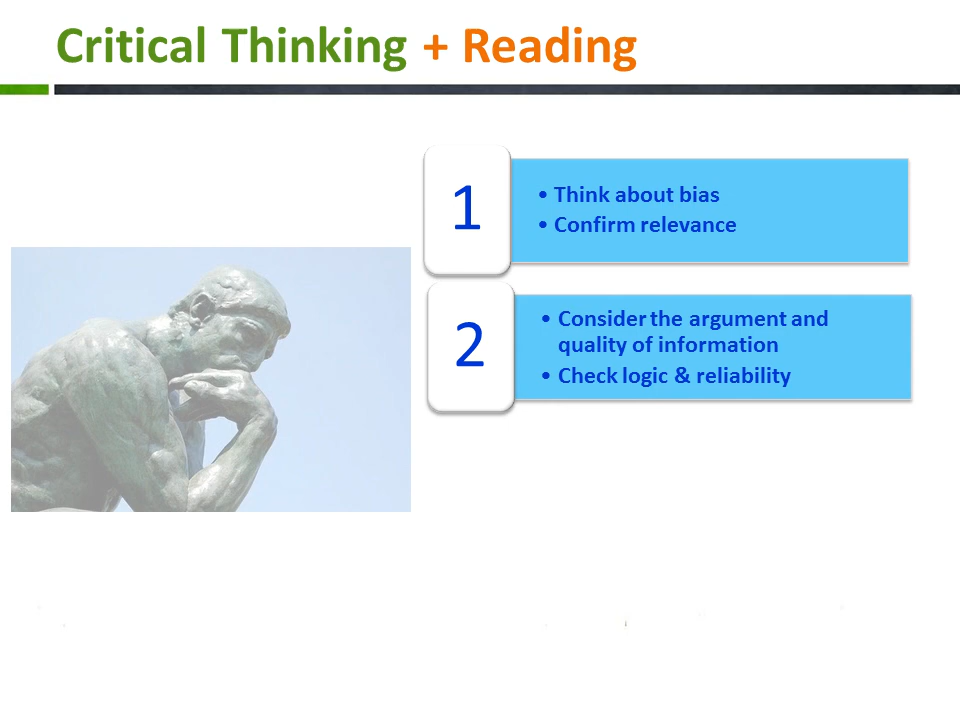 Critical Thinking + Reading
1
• Think about bias
• Confirm relevance
2
• Consider the argument and
quality of information
• Check logic & reliability